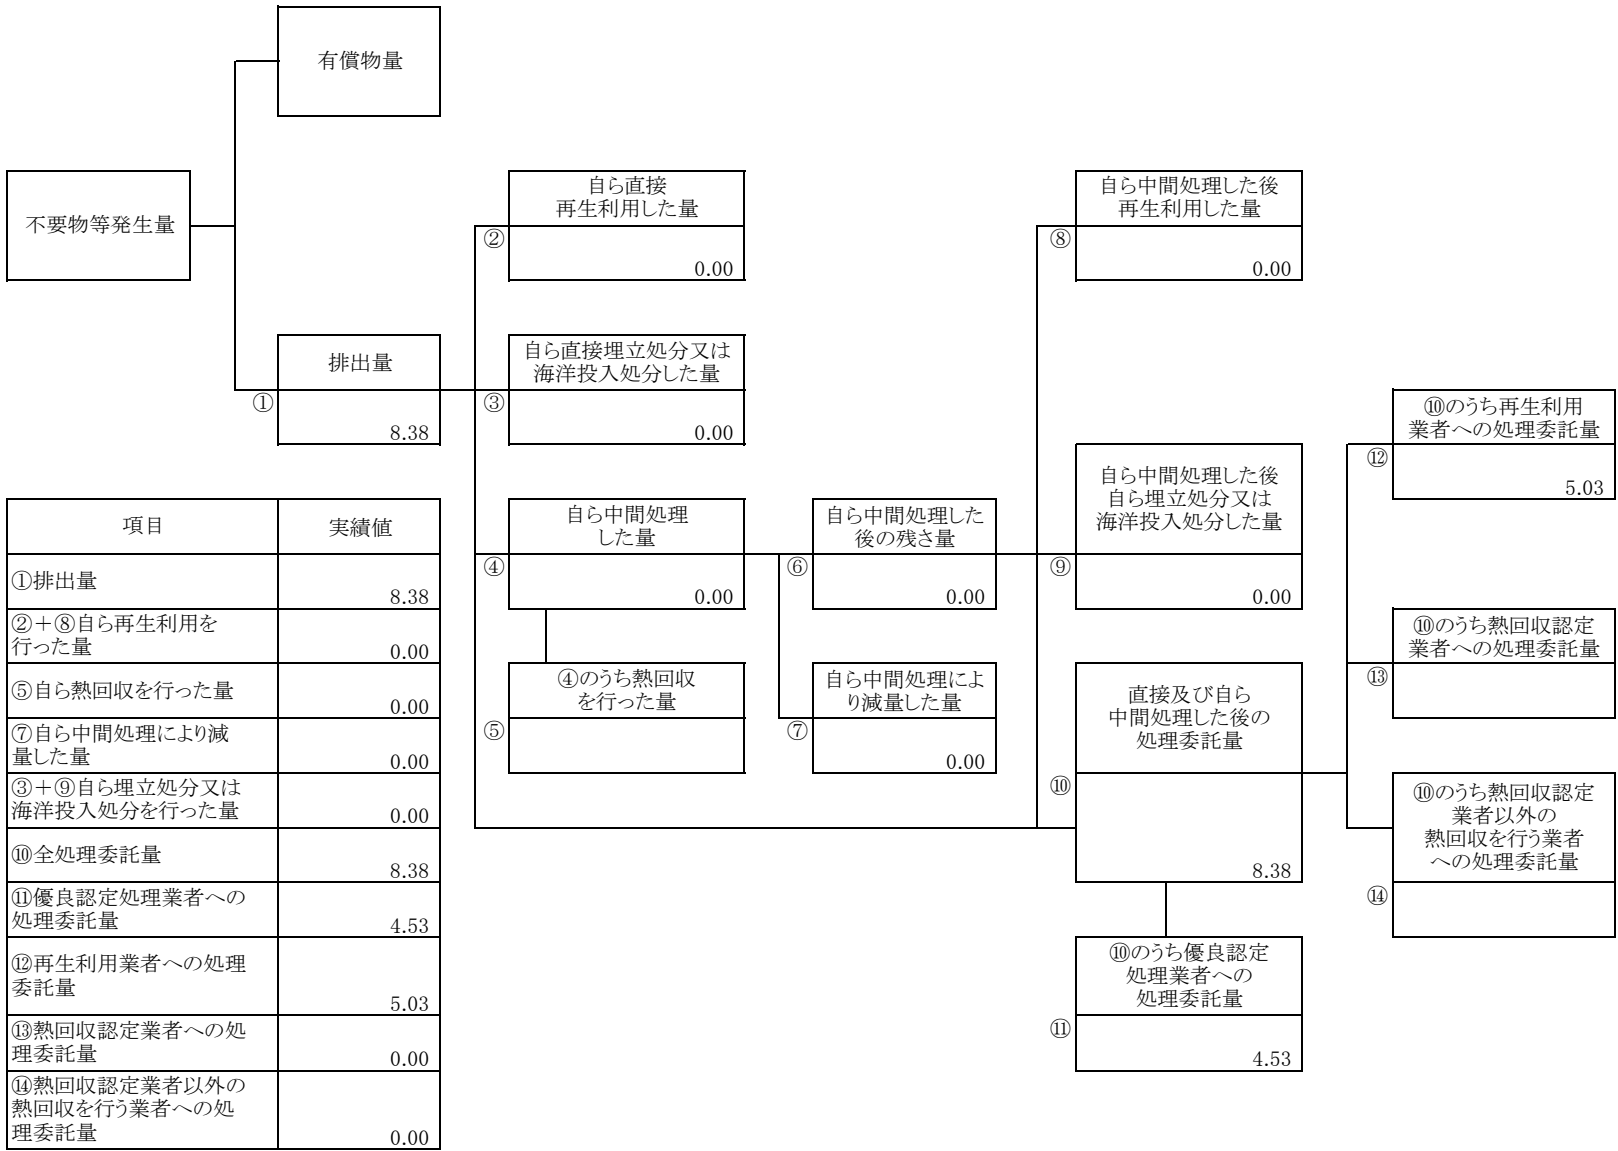 有償物量
不要物等発生量
排出量
①
8.38
自ら直接
再生利用した量
②
0.00
自ら直接埋立処分又は
海洋投入処分した量
③
0.00
自ら中間処理
した量
④
0.00
④のうち熱回収
を行った量
⑤
自ら中間処理した
後の残さ量
⑥
0.00
自ら中間処理によ
り減量した量
⑦
0.00
自ら中間処理した後
再生利用した量
⑧
0.00
自ら中間処理した後
自ら埋立処分又は
海洋投入処分した量
⑨
0.00
直接及び自ら
中間処理した後の
処理委託量
⑩
8.38
⑩のうち優良認定
処理業者への
処理委託量
⑪
4.53
⑩のうち再生利用
業者への処理委託量
⑫
5.03
⑩のうち熱回収認定
業者への処理委託量
⑬
⑩のうち熱回収認定
業者以外の
熱回収を行う業者
への処理委託量
⑭
項目 実績値
①排出量
8.38
②＋⑧自ら再生利用を
行った量
0.00
⑤自ら熱回収を行った量
0.00
⑦自ら中間処理により減
量した量
0.00
③＋⑨自ら埋立処分又は
海洋投入処分を行った量
0.00
⑩全処理委託量
8.38
⑪優良認定処理業者への
処理委託量
4.53
⑫再生利用業者への処理
委託量
5.03
⑬熱回収認定業者への処
理委託量
0.00
⑭熱回収認定業者以外の
熱回収を行う業者への処
理委託量
0.00